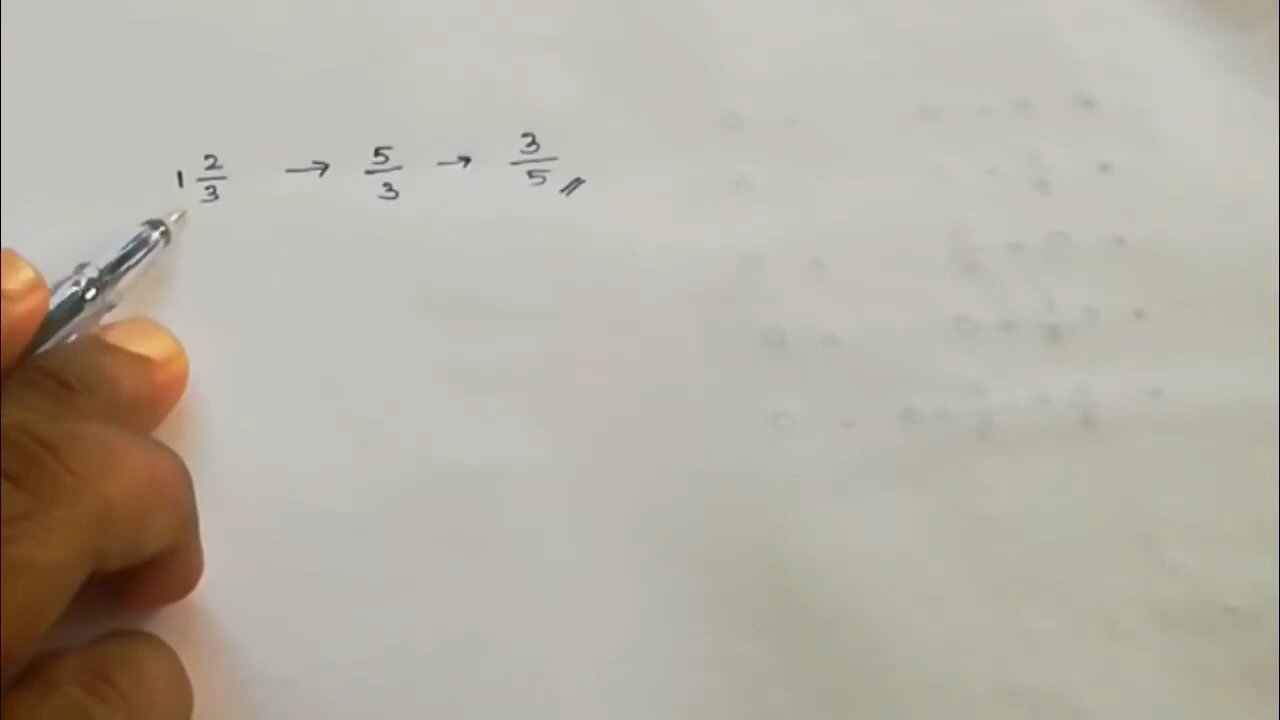 1 2/3 → 5/3 → 3/5 //